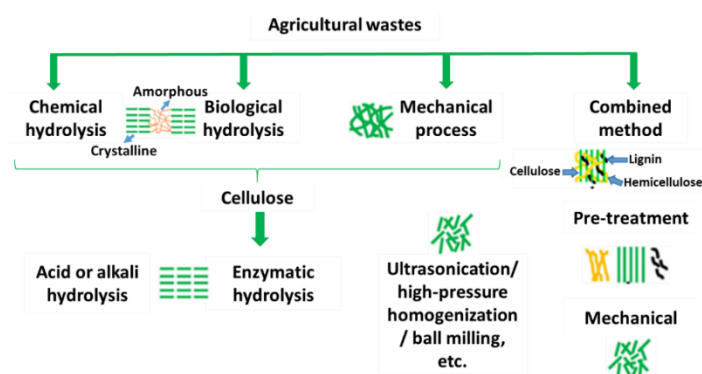 Agricultural wastes
Chemical
hydrolysis
Amorphous
Crystalline
Biological
hydrolysis
Mechanical
process
Combined
method
Lignin
Cellulose
Hemicellulose
Cellulose
Pre-treatment
Acid or alkali
hydrolysis
Enzymatic
hydrolysis
Ultrasonication/
high-pressure
homogenization
/ ball milling,
etc.
Mechanical